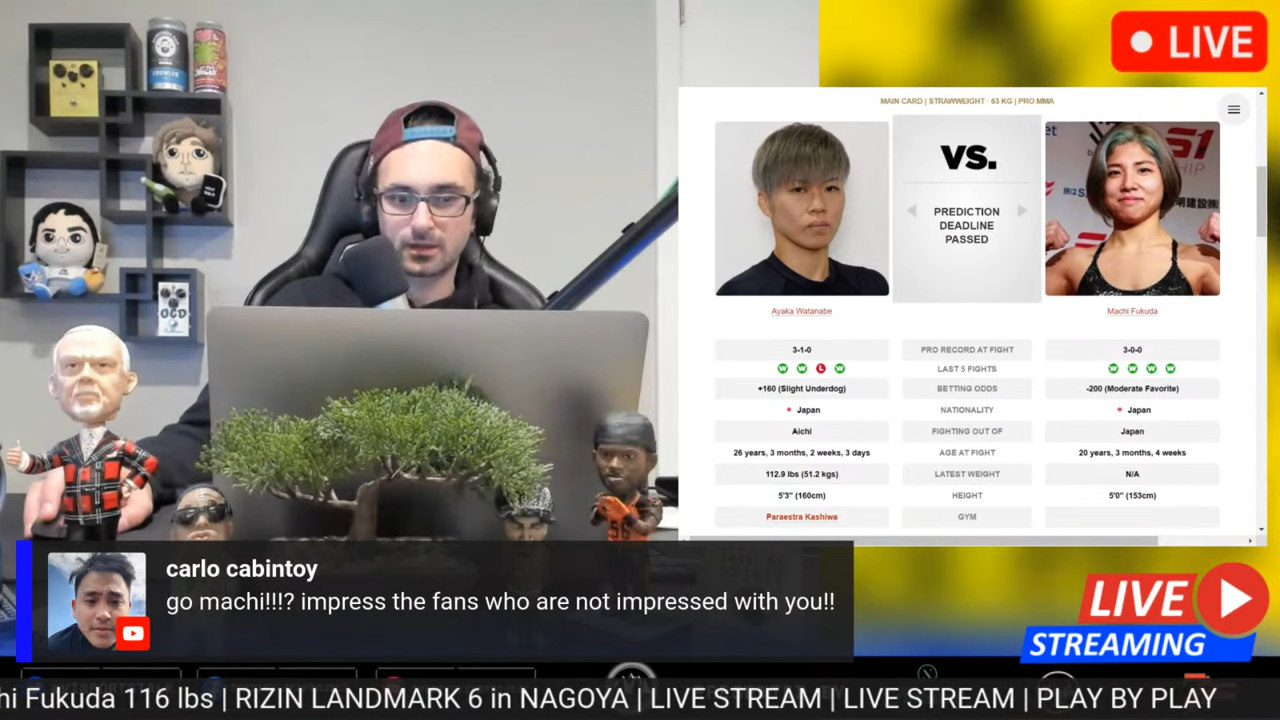 LIVE
MAIN CARD | STRAWWEIGHT · 53 KG | PRO MMA
VS.
PREDICTION
DEADLINE
PASSED
Ayaka Watanabe
Machi Fukuda
3-1-0 PRO RECORD AT FIGHT 3-0-0
W W L W LAST 5 FIGHTS W W W W
+160 (Slight Underdog) BETTING ODDS -200 (Moderate Favorite)
Japan NATIONALITY Japan
Aichi FIGHTING OUT OF Japan
26 years, 3 months, 2 weeks, 3 days AGE AT FIGHT 20 years, 3 months, 4 weeks
112.9 lbs (51.2 kgs) LATEST WEIGHT N/A
5'3" (160cm) HEIGHT 5'0" (153cm)
Paraestra Kashiwa GYM
OCD
carlo cabintoy
go machi!!!? impress the fans who are not impressed with you!!
LIVE
STREAMING
hi Fukuda 116 lbs | RIZIN LANDMARK 6 in NAGOYA | LIVE STREAM | LIVE STREAM | PLAY BY PLAY